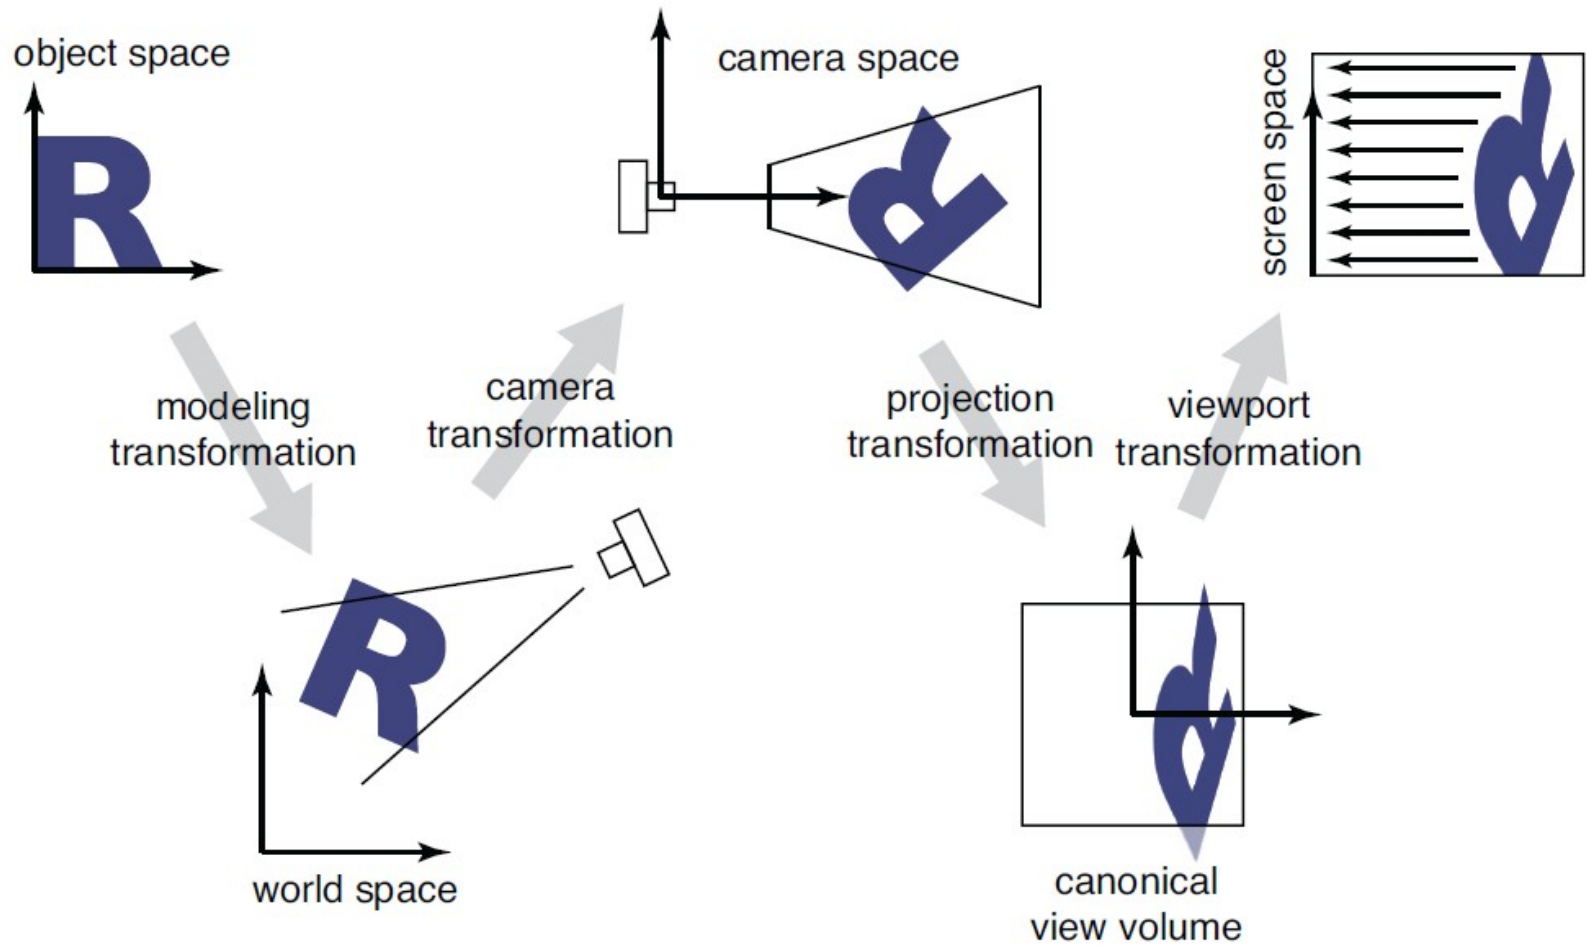 object space
R
modeling
transformation
R
world space
camera
transformation
camera space
R
projection
transformation
R
canonical
view volume
viewport
transformation
screen space
R